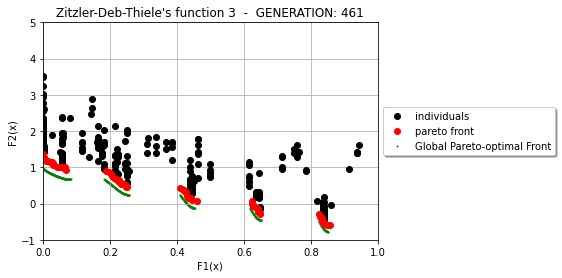 Zitzler-Deb-Thiele's function 3 - GENERATION: 461
5
4
3
2
1
0
-1
F2(x)
0.0 0.2 0.4 0.6 0.8 1.0
F1(x)
individuals
pareto front
Global Pareto-optimal Front